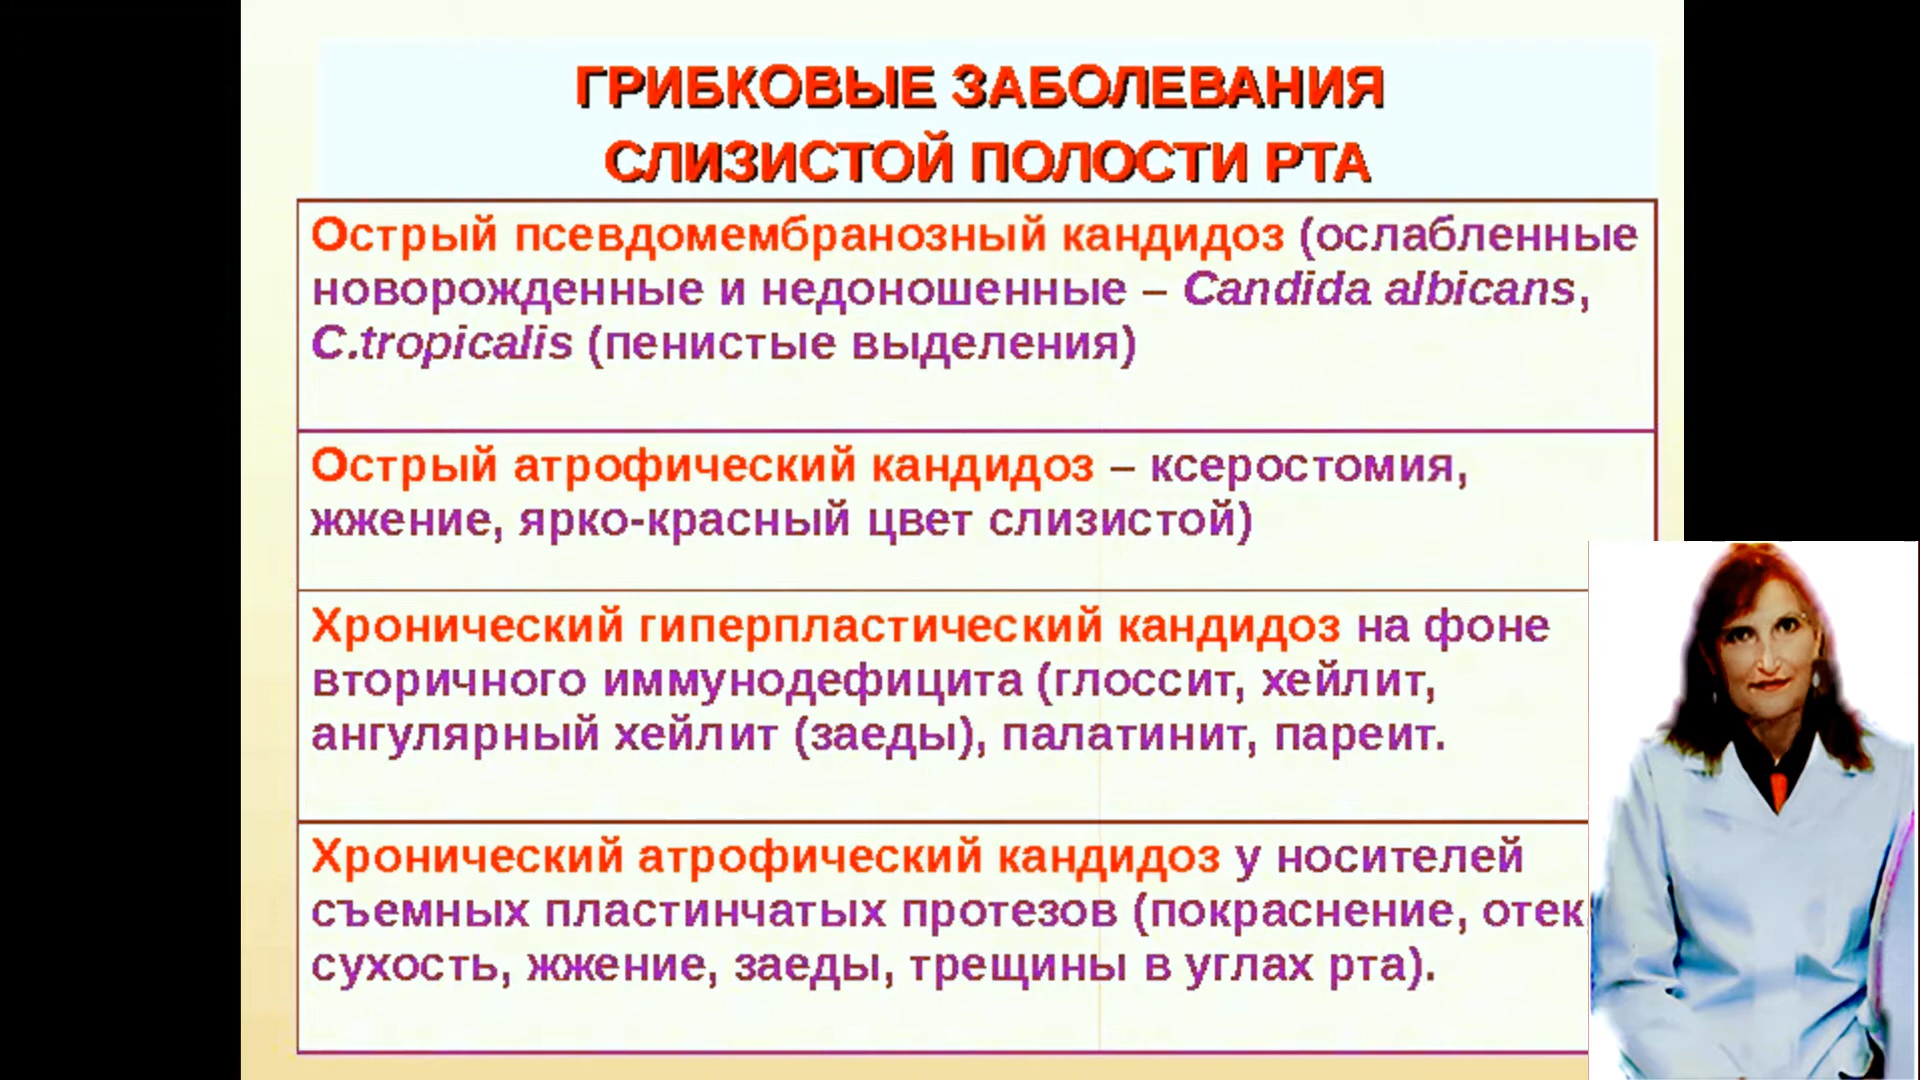 ГРИБКОВЫЕ ЗАБОЛЕВАНИЯ
СЛИЗИСТОЙ ПОЛОСТИ РТА
Острый псевдомембранозный кандидоз (ослабленные
новорожденные и недоношенные – Candida albicans,
C.tropicalis (пенистые выделения)
Острый атрофический кандидоз – ксеростомия,
жжение, ярко-красный цвет слизистой)
Хронический гиперпластический кандидоз на фоне
вторичного иммунодефицита (глоссит, хейлит,
ангулярный хейлит (заеды), палатинит, пареит.
Хронический атрофический кандидоз у носителей
съемных пластинчатых протезов (покраснение, отек,
сухость, жжение, заеды, трещины в углах рта).